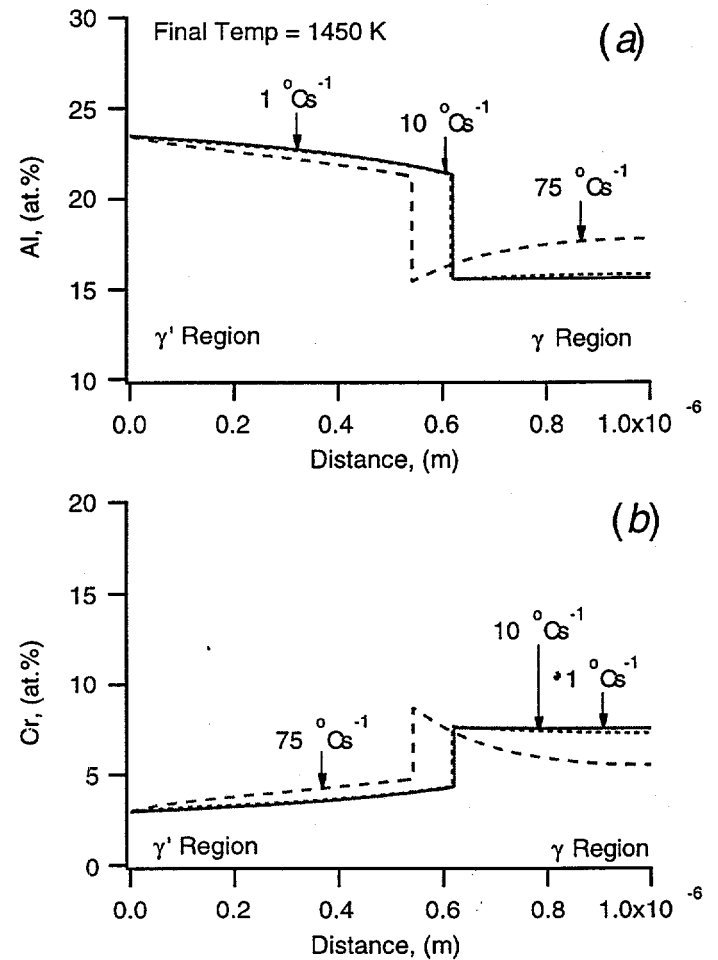 30
Final Temp = 1450 K
(a)
1 °Cs⁻¹
25
10 °Cs⁻¹
Al, (at.%)
20
75 °Cs⁻¹
15
γ' Region
γ Region
10
0.0 0.2 0.4 0.6 0.8 1.0x10⁻⁶
Distance, (m)
20
(b)
15
10 °Cs⁻¹
Cr, (at.%)
10
1 °Cs⁻¹
75 °Cs⁻¹
5
γ' Region
γ Region
0
0.0 0.2 0.4 0.6 0.8 1.0x10⁻⁶
Distance, (m)